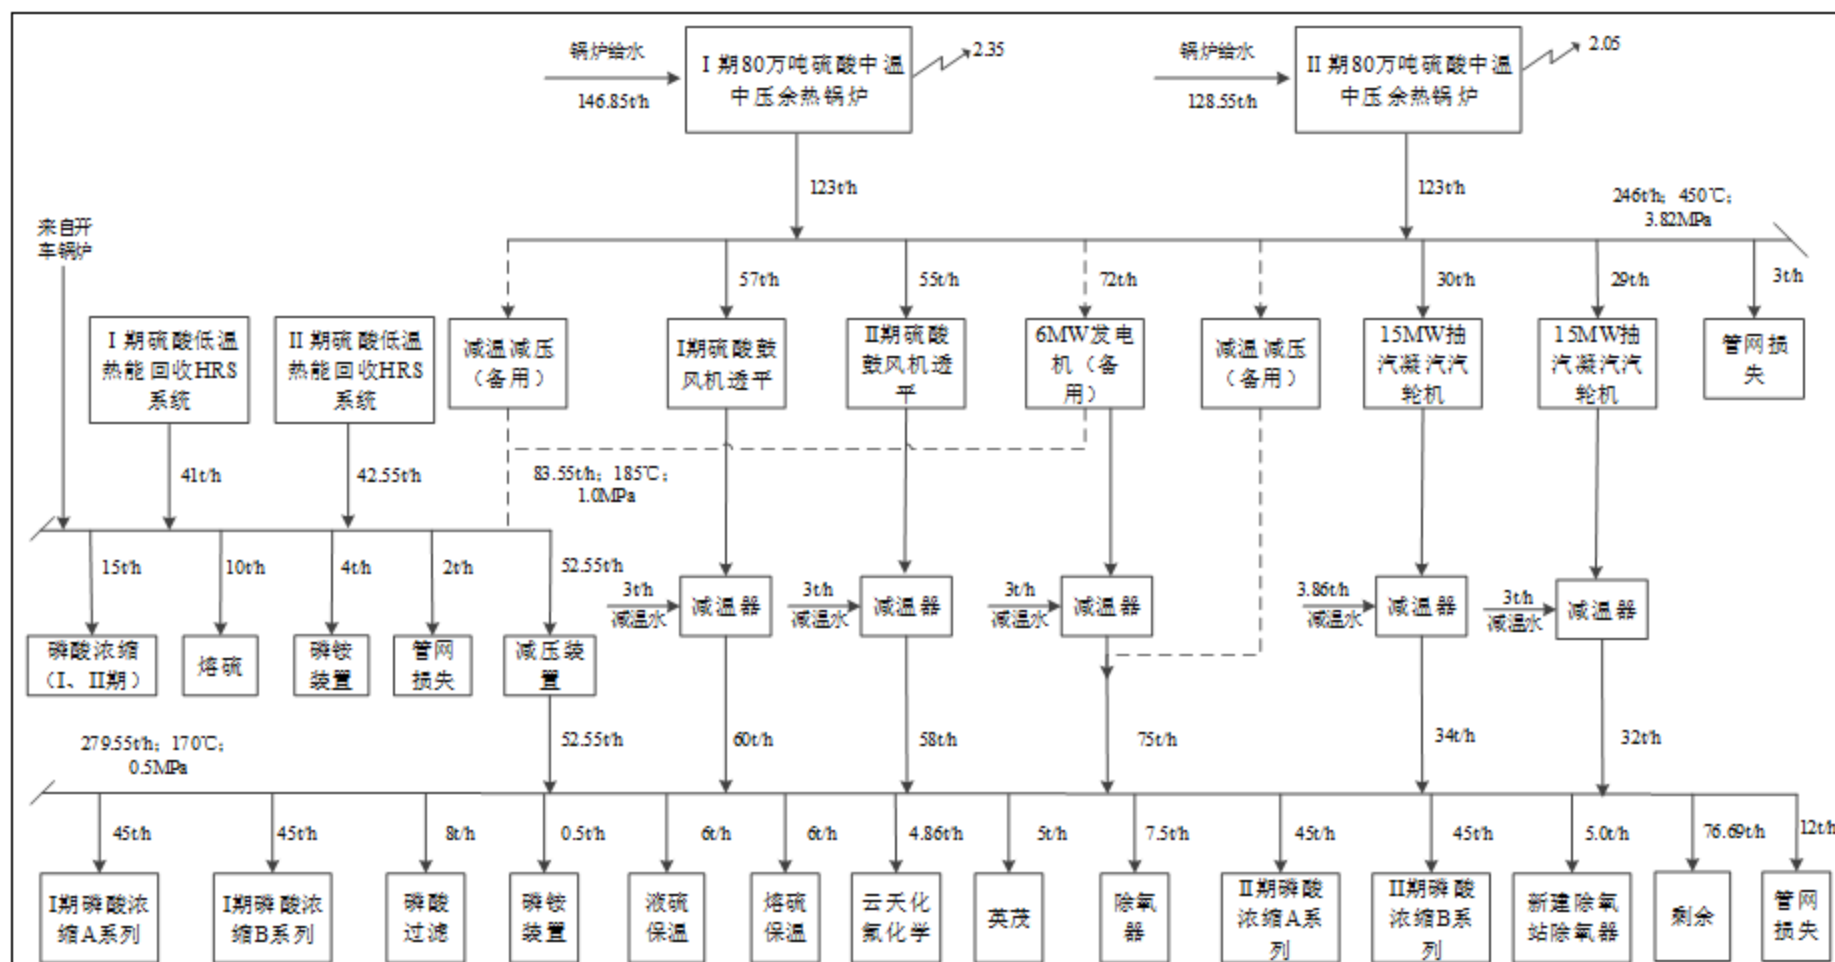 锅炉给水
146.85t/h
I 期80万吨硫酸中温
中压余热锅炉
2.35
锅炉给水
128.55t/h
II 期80万吨硫酸中温
中压余热锅炉
2.05
123t/h
123t/h
246t/h；450℃；
3.82MPa
来自开
车锅炉
57t/h
55t/h
72t/h
30t/h
29t/h
3t/h
I 期硫酸低温
热能回收HRS
系统
II 期硫酸低温
热能回收HRS
系统
减温减压
（备用）
I期硫酸鼓
风机透平
II期硫酸
鼓风机透
平
6MW发电
机（备
用）
减温减压
（备用）
15MW抽
汽凝汽汽
轮机
15MW抽
汽凝汽汽
轮机
管网损
失
41t/h
42.55t/h
83.55t/h；185℃；
1.0MPa
15t/h
10t/h
4t/h
2t/h
52.55t/h
3t/h
减温水
减温器
3t/h
减温水
减温器
3t/h
减温水
减温器
3.86t/h
减温水
减温器
3t/h
减温水
减温器
磷酸浓缩
（I、II期）
熔硫
磷铵
装置
管网
损失
减压装
置
279.55t/h；170℃；
0.5MPa
52.55t/h
60t/h
58t/h
75t/h
34t/h
32t/h
45t/h
45t/h
8t/h
0.5t/h
6t/h
6t/h
4.86t/h
5t/h
7.5t/h
45t/h
45t/h
5.0t/h
76.69t/h
12t/h
I期磷酸浓
缩A系列
I期磷酸浓
缩B系列
磷酸
过滤
磷铵
装置
液硫
保温
熔硫
保温
云天化
氟化学
英茂
除氧
器
II期磷酸
浓缩A系
列
II期磷酸
浓缩B系
列
新建除氧
站除氧器
剩余
管网
损失